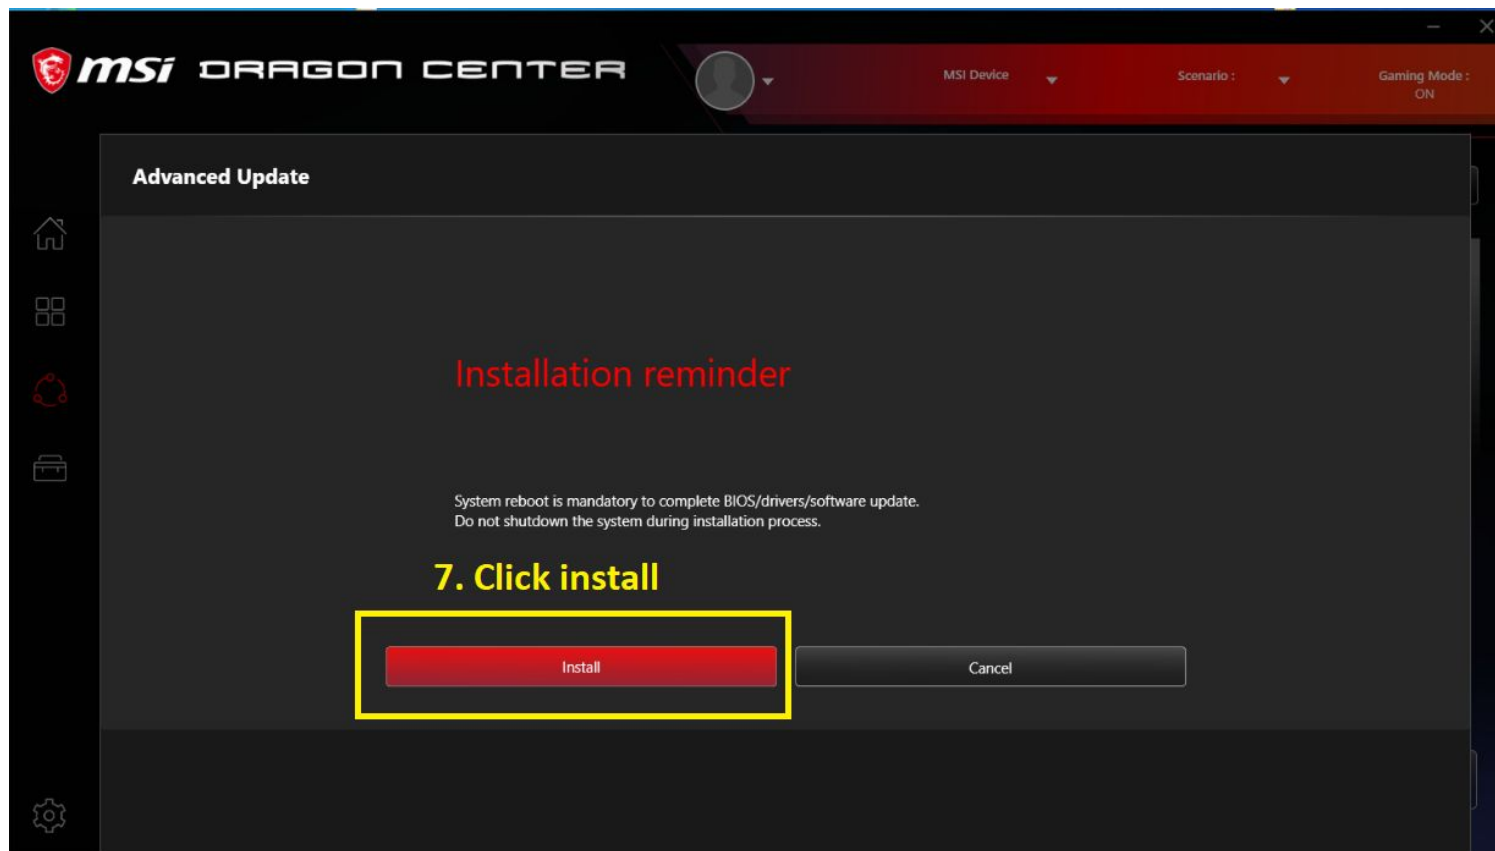 msi DRAGON CENTER
MSI Device
Scenario :
Gaming Mode :
ON
Advanced Update
Installation reminder
System reboot is mandatory to complete BIOS/drivers/software update.
Do not shutdown the system during installation process.
7. Click install
Install
Cancel